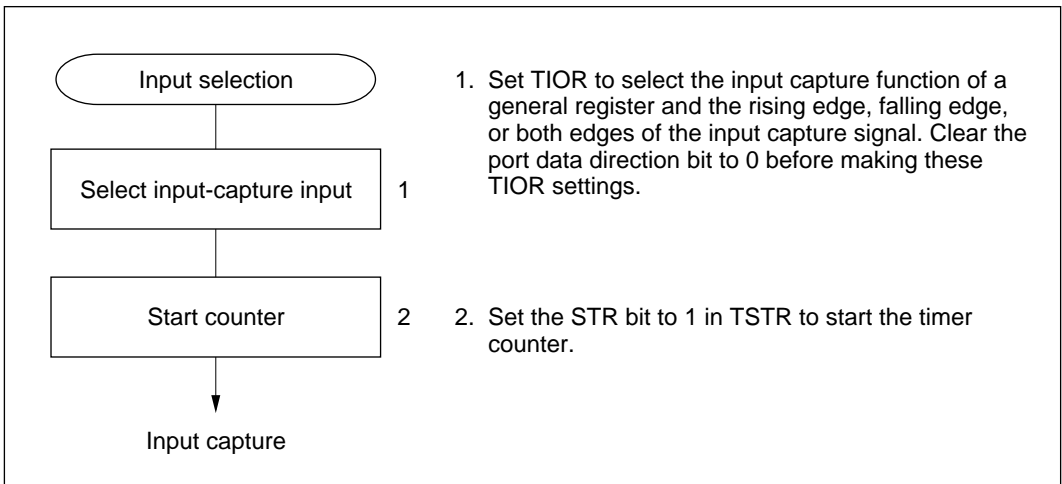 Input selection
Select input-capture input
1
1. Set TIOR to select the input capture function of a
general register and the rising edge, falling edge,
or both edges of the input capture signal. Clear the
port data direction bit to 0 before making these
TIOR settings.
Start counter
2
2. Set the STR bit to 1 in TSTR to start the timer
counter.
Input capture